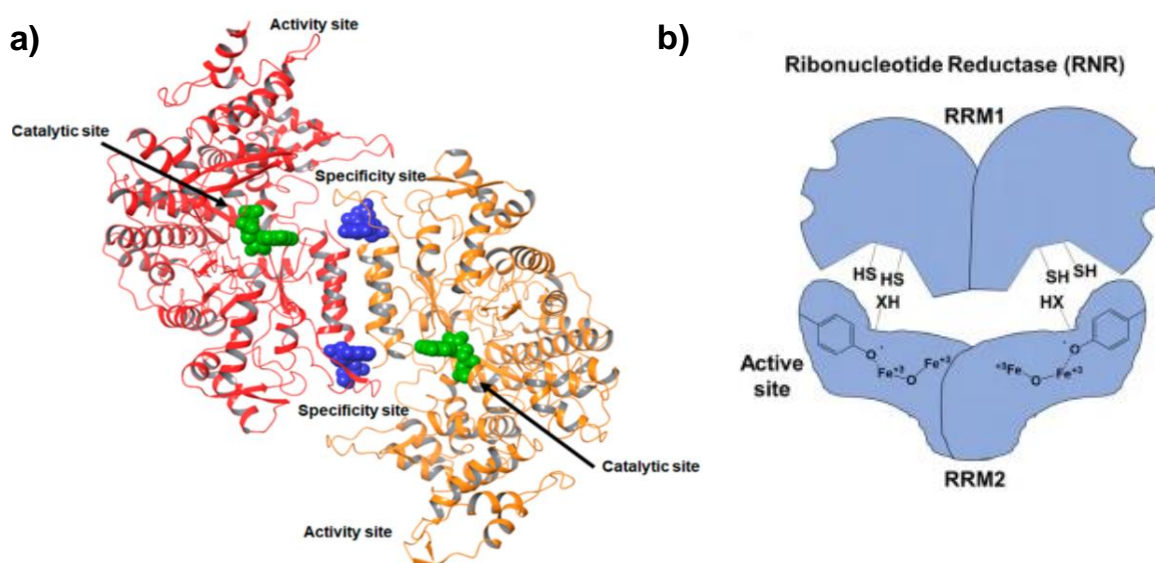 a)
Activity site
Catalytic site
Specificity site
Specificity site
Catalytic site
Activity site
b)
Ribonucleotide Reductase (RNR)
RRM1
HS HS
SH SH
XH
HX
Active
site
O·
Fe+3 O Fe+3
+3Fe O Fe+3
·O
RRM2